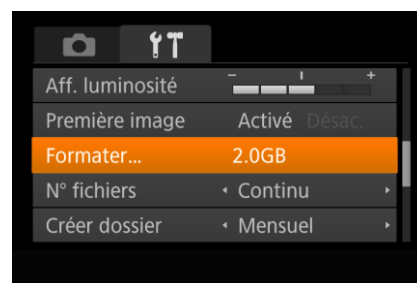 Aff. luminosité - +
Première image Activé Désac.
Formater... 2.0GB
N° fichiers Continu
Créer dossier Mensuel